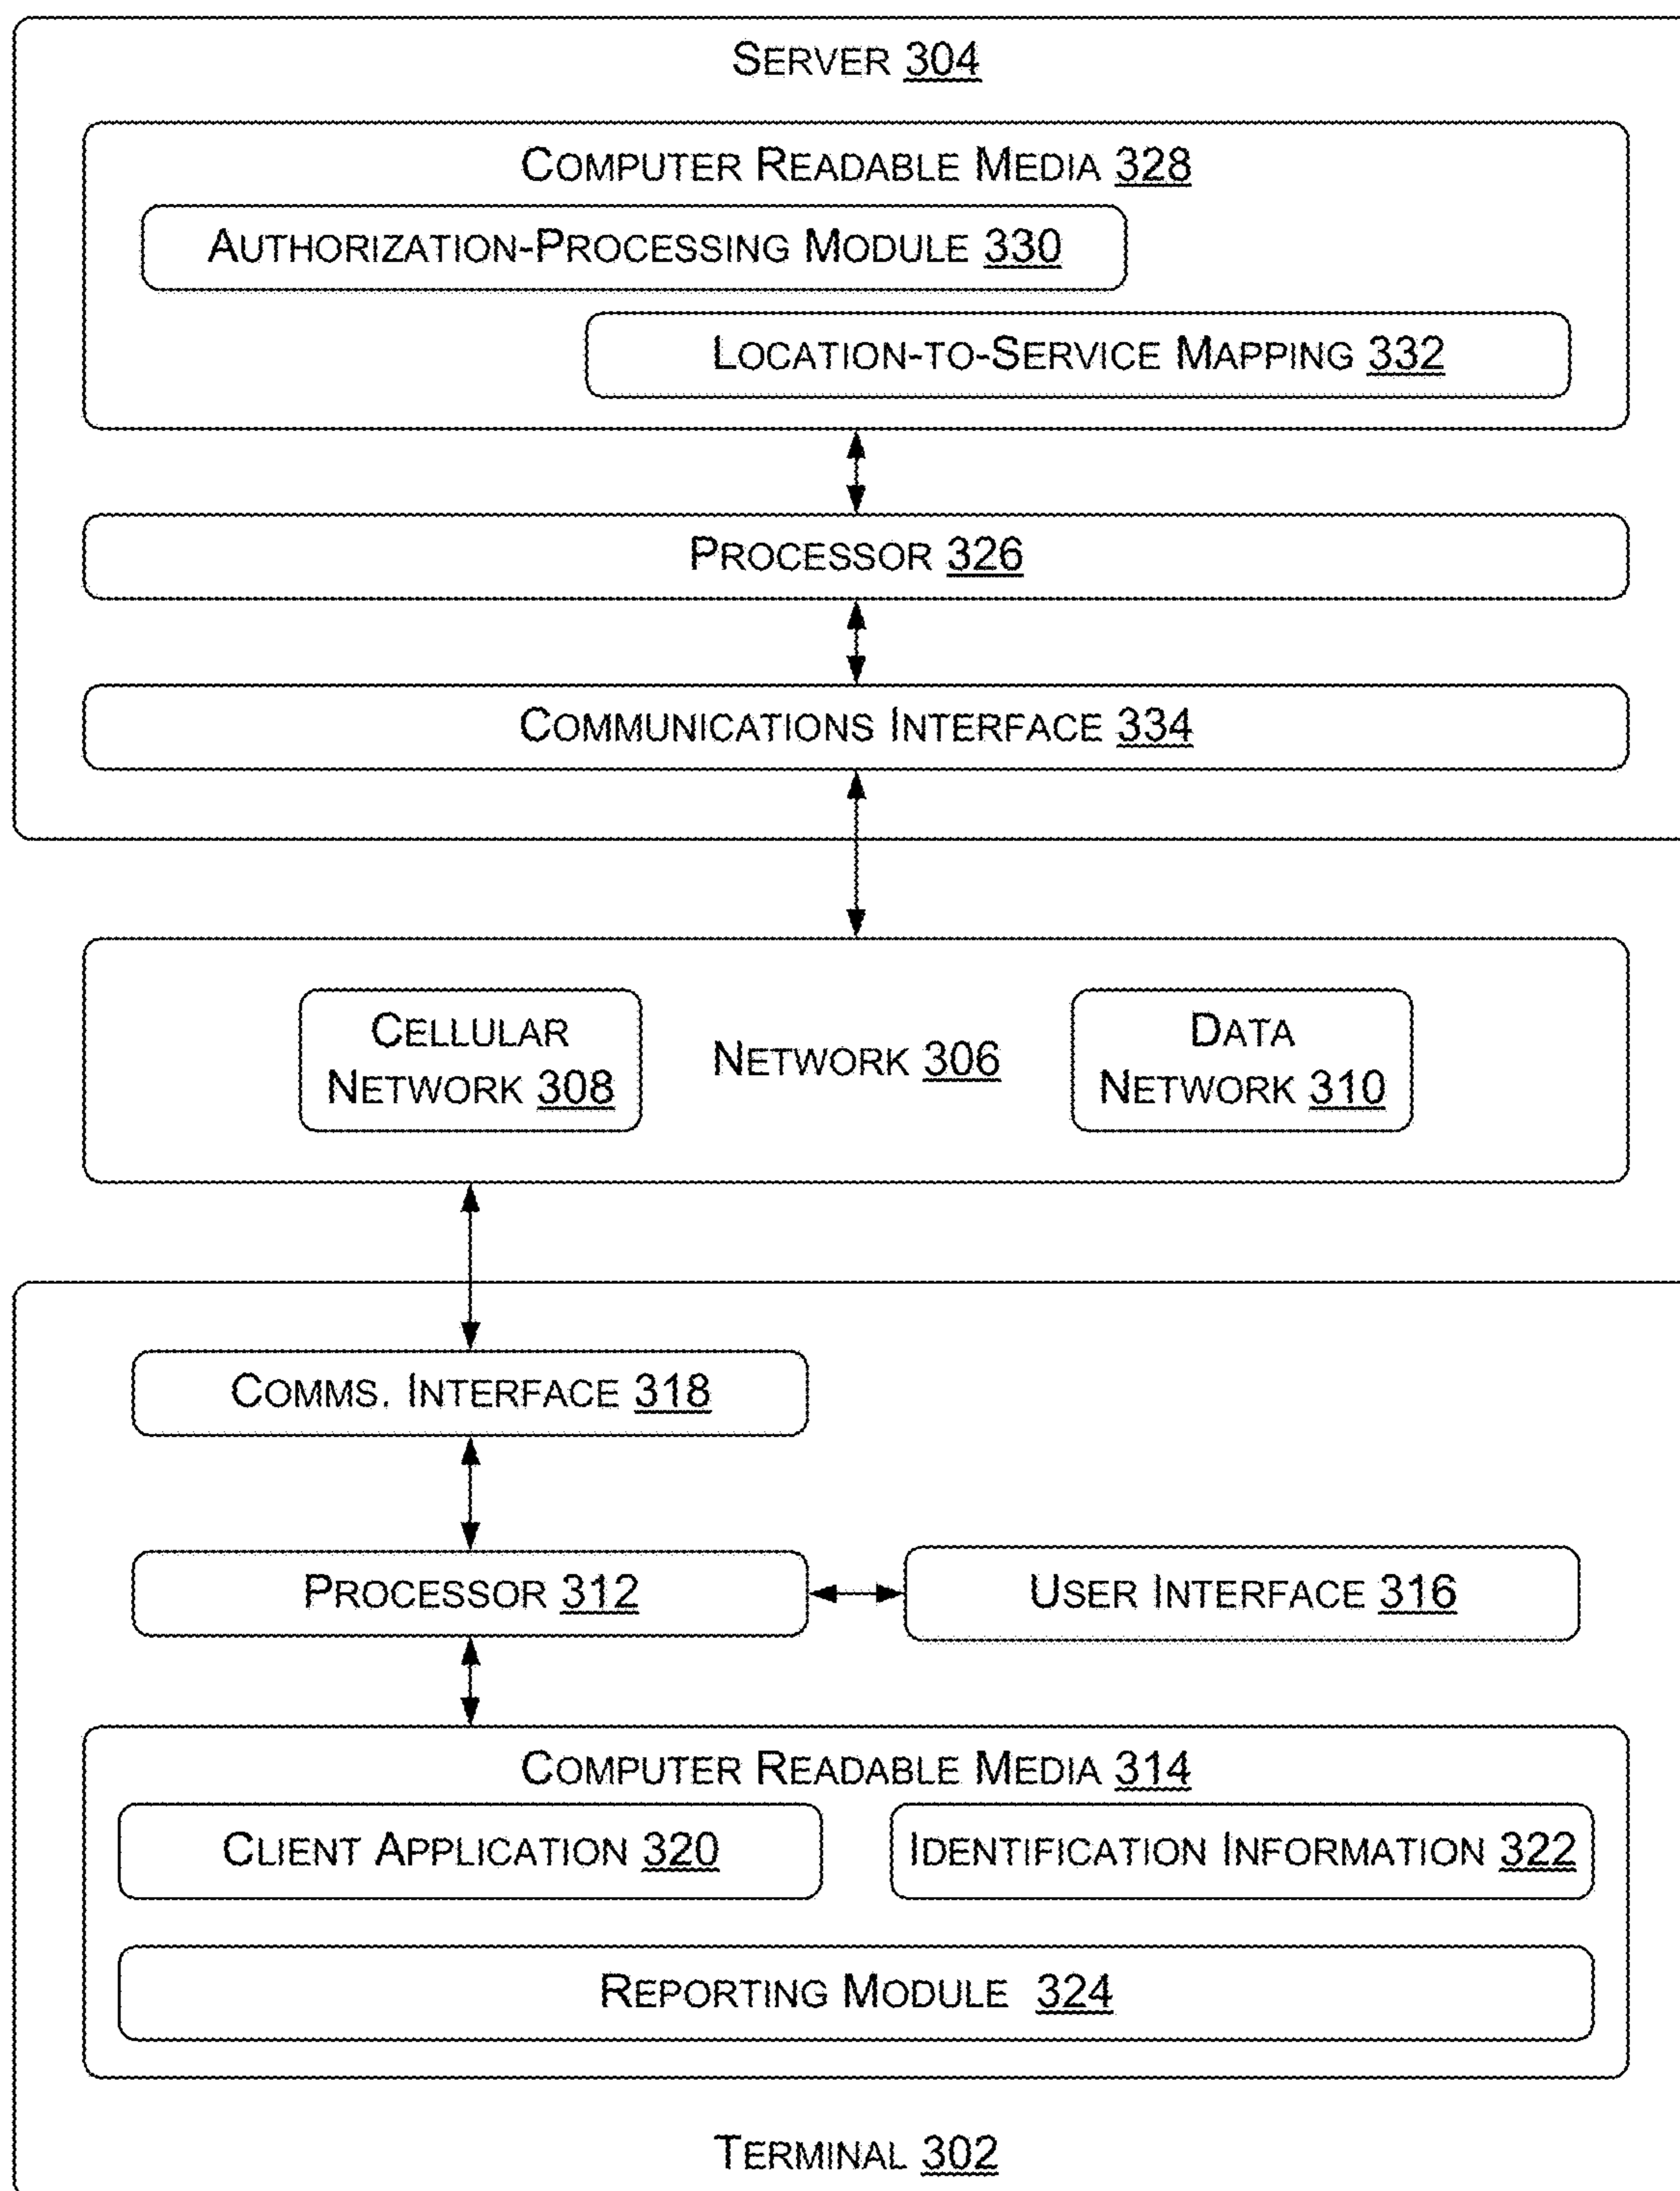 SERVER 304
COMPUTER READABLE MEDIA 328
AUTHORIZATION-PROCESSING MODULE 330
LOCATION-TO-SERVICE MAPPING 332
PROCESSOR 326
COMMUNICATIONS INTERFACE 334
CELLULAR
NETWORK 308
NETWORK 306
DATA
NETWORK 310
COMMS. INTERFACE 318
PROCESSOR 312
USER INTERFACE 316
COMPUTER READABLE MEDIA 314
CLIENT APPLICATION 320
IDENTIFICATION INFORMATION 322
REPORTING MODULE 324
TERMINAL 302